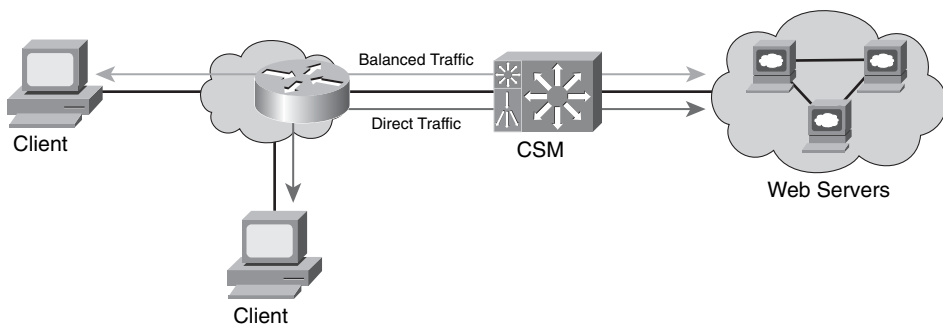 Balanced Traffic
Direct Traffic
Client
CSM
Web Servers
Client